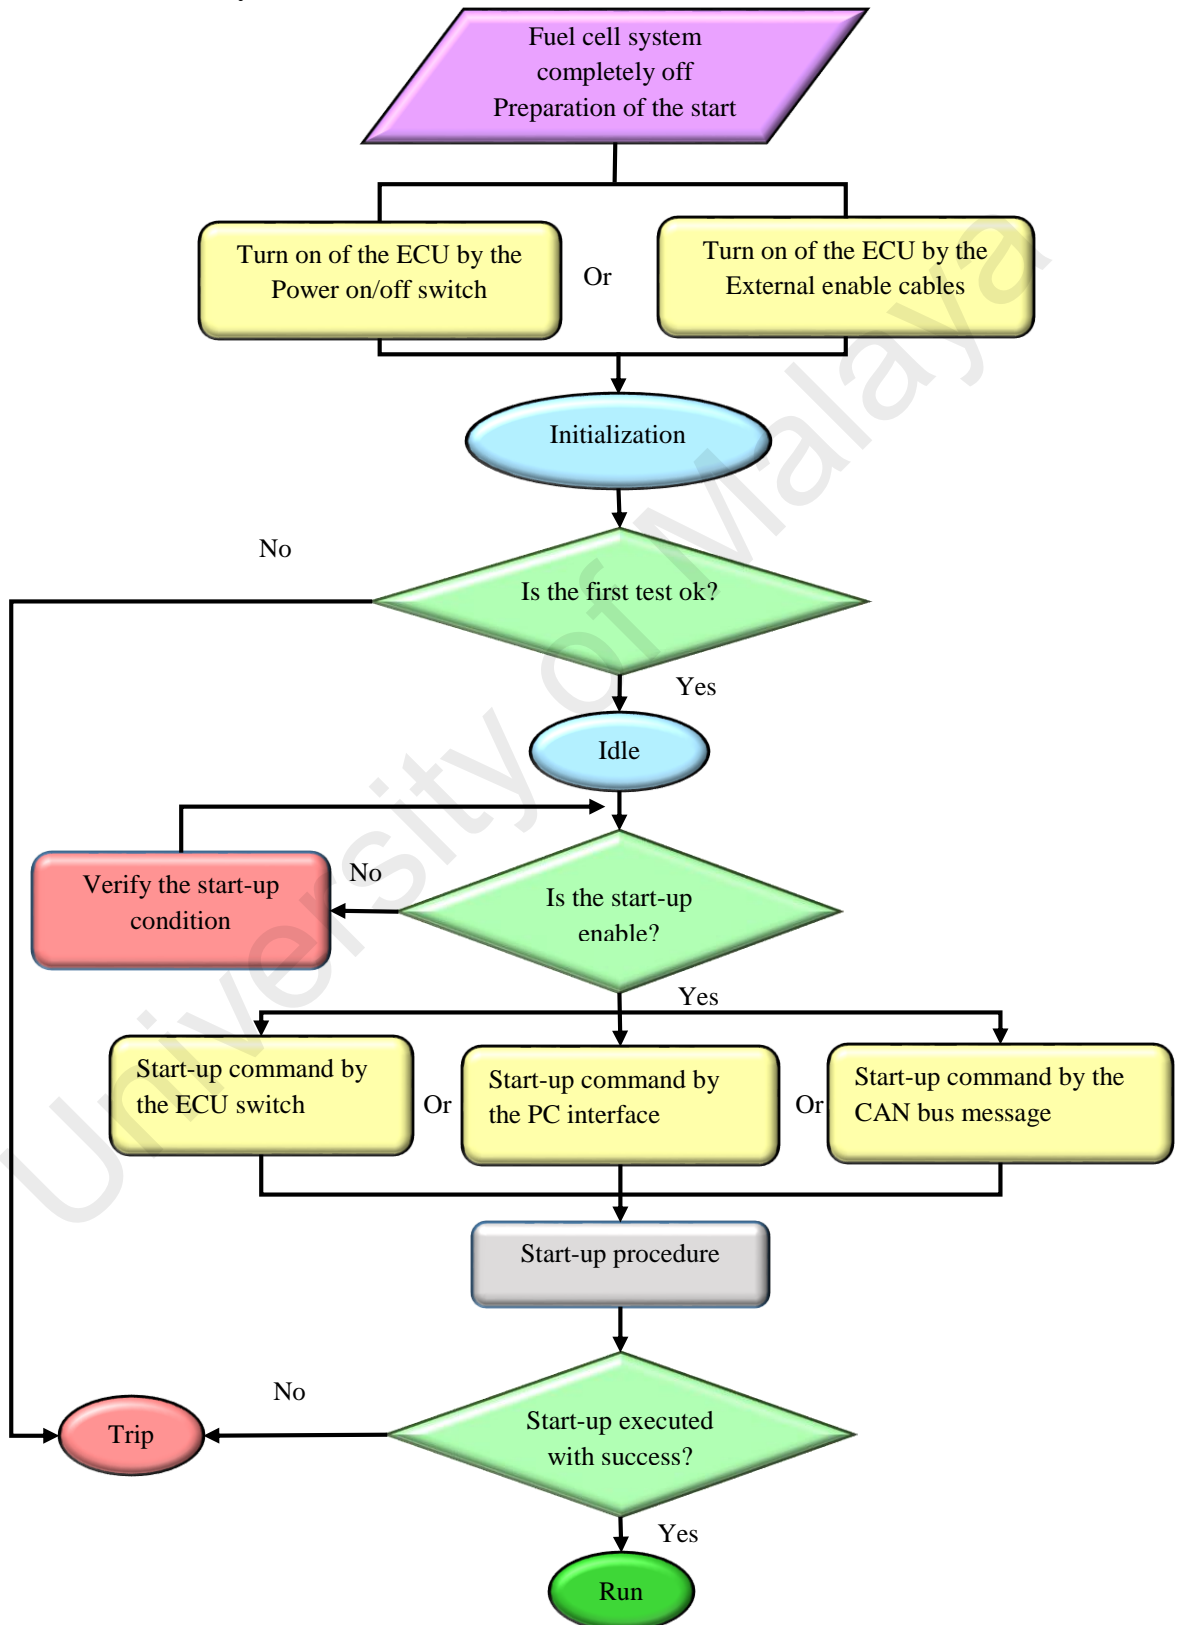 Fuel cell system
completely off
Preparation of the start
Turn on of the ECU by the
Power on/off switch
Or
Turn on of the ECU by the
External enable cables
Initialization
No
Is the first test ok?
Yes
Idle
Verify the start-up
condition
No
Is the start-up
enable?
Yes
Start-up command by
the ECU switch
Or
Start-up command by
the PC interface
Or
Start-up command by the
CAN bus message
Start-up procedure
No
Trip
Start-up executed
with success?
Yes
Run
University of Malaya